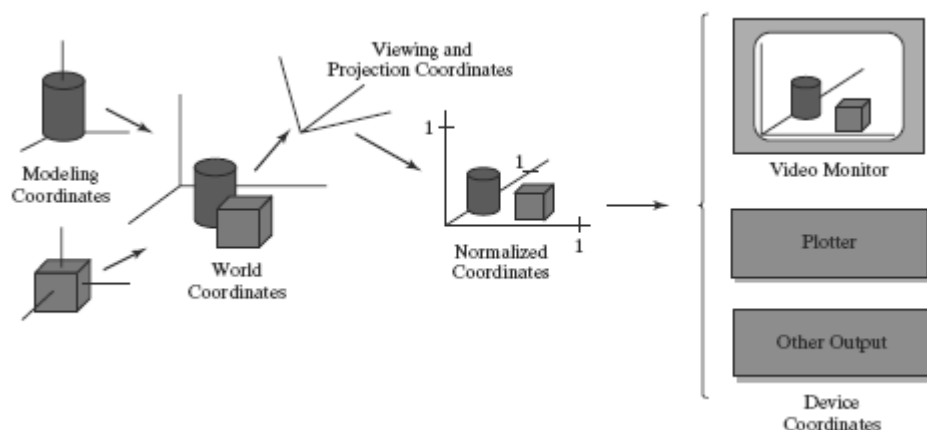 Viewing and
Projection Coordinates
Modeling
Coordinates
World
Coordinates
1
1
1
Normalized
Coordinates
Video Monitor
Plotter
Other Output
Device
Coordinates